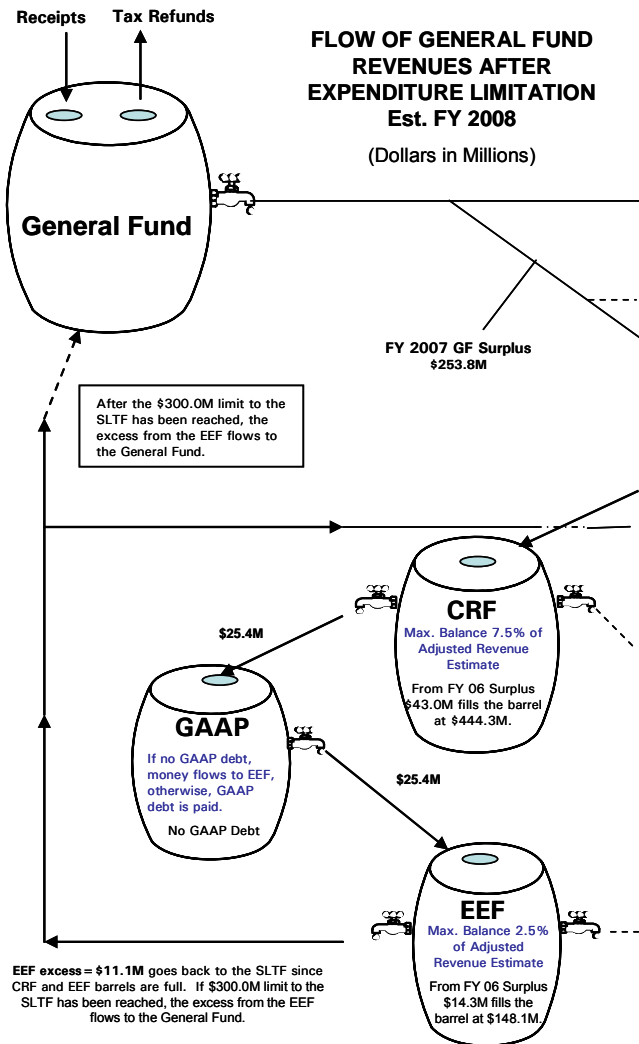 Receipts
Tax Refunds
FLOW OF GENERAL FUND
REVENUES AFTER
EXPENDITURE LIMITATION
Est. FY 2008
(Dollars in Millions)
General Fund
FY 2007 GF Surplus
$253.8M
After the $300.0M limit to the
SLTF has been reached, the
excess from the EEF flows to
the General Fund.
CRF
Max. Balance 7.5% of
Adjusted Revenue
Estimate
From FY 06 Surplus
$43.0M fills the barrel
at $444.3M.
$25.4M
GAAP
If no GAAP debt,
money flows to EEF,
otherwise, GAAP
debt is paid.
No GAAP Debt
$25.4M
EEF
Max. Balance 2.5%
of Adjusted
Revenue Estimate
From FY 06 Surplus
$14.3M fills the
barrel at $148.1M.
EEF excess = $11.1M goes back to the SLTF since
CRF and EEF barrels are full. If $300.0M limit to the
SLTF has been reached, the excess from the EEF
flows to the General Fund.